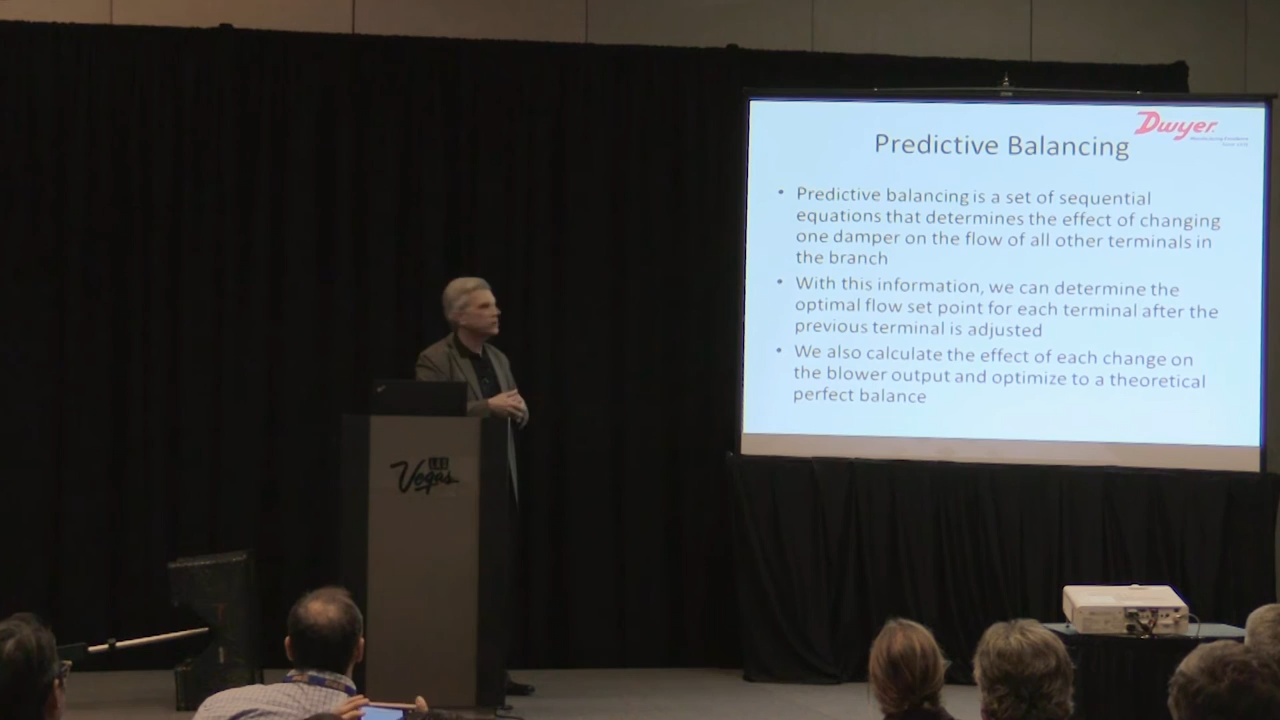 Dwyer
Predictive Balancing
• Predictive balancing is a set of sequential
equations that determines the effect of changing
one damper on the flow of all other terminals in
the branch
• With this information, we can determine the
optimal flow set point for each terminal after the
previous terminal is adjusted
• We also calculate the effect of each change on
the blower output and optimize to a theoretical
perfect balance
LAS
Vegas